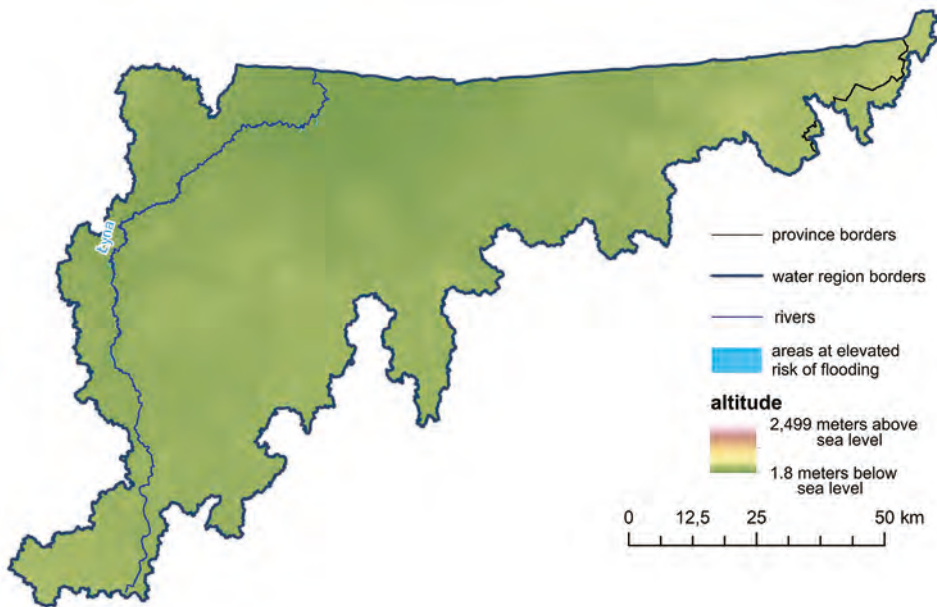 Łyna
province borders
water region borders
rivers
areas at elevated
risk of flooding
altitude
2,499 meters above
sea level
1.8 meters below
sea level
0 12,5 25 50 km